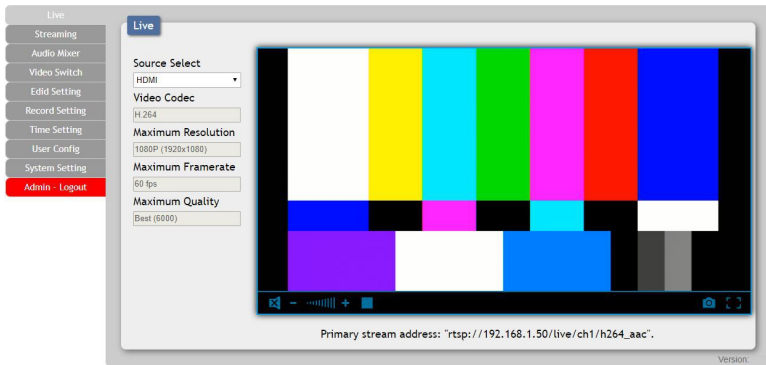 Live
Streaming
Audio Mixer
Video Switch
Edid Setting
Record Setting
Time Setting
User Config
System Setting
Admin - Logout
Live
Source Select
HDMI
Video Codec
H.264
Maximum Resolution
1080P (1920x1080)
Maximum Framerate
60 fps
Maximum Quality
Best (6000)
Primary stream address: "rtsp://192.168.1.50/live/ch1/h264_aac".
Version: